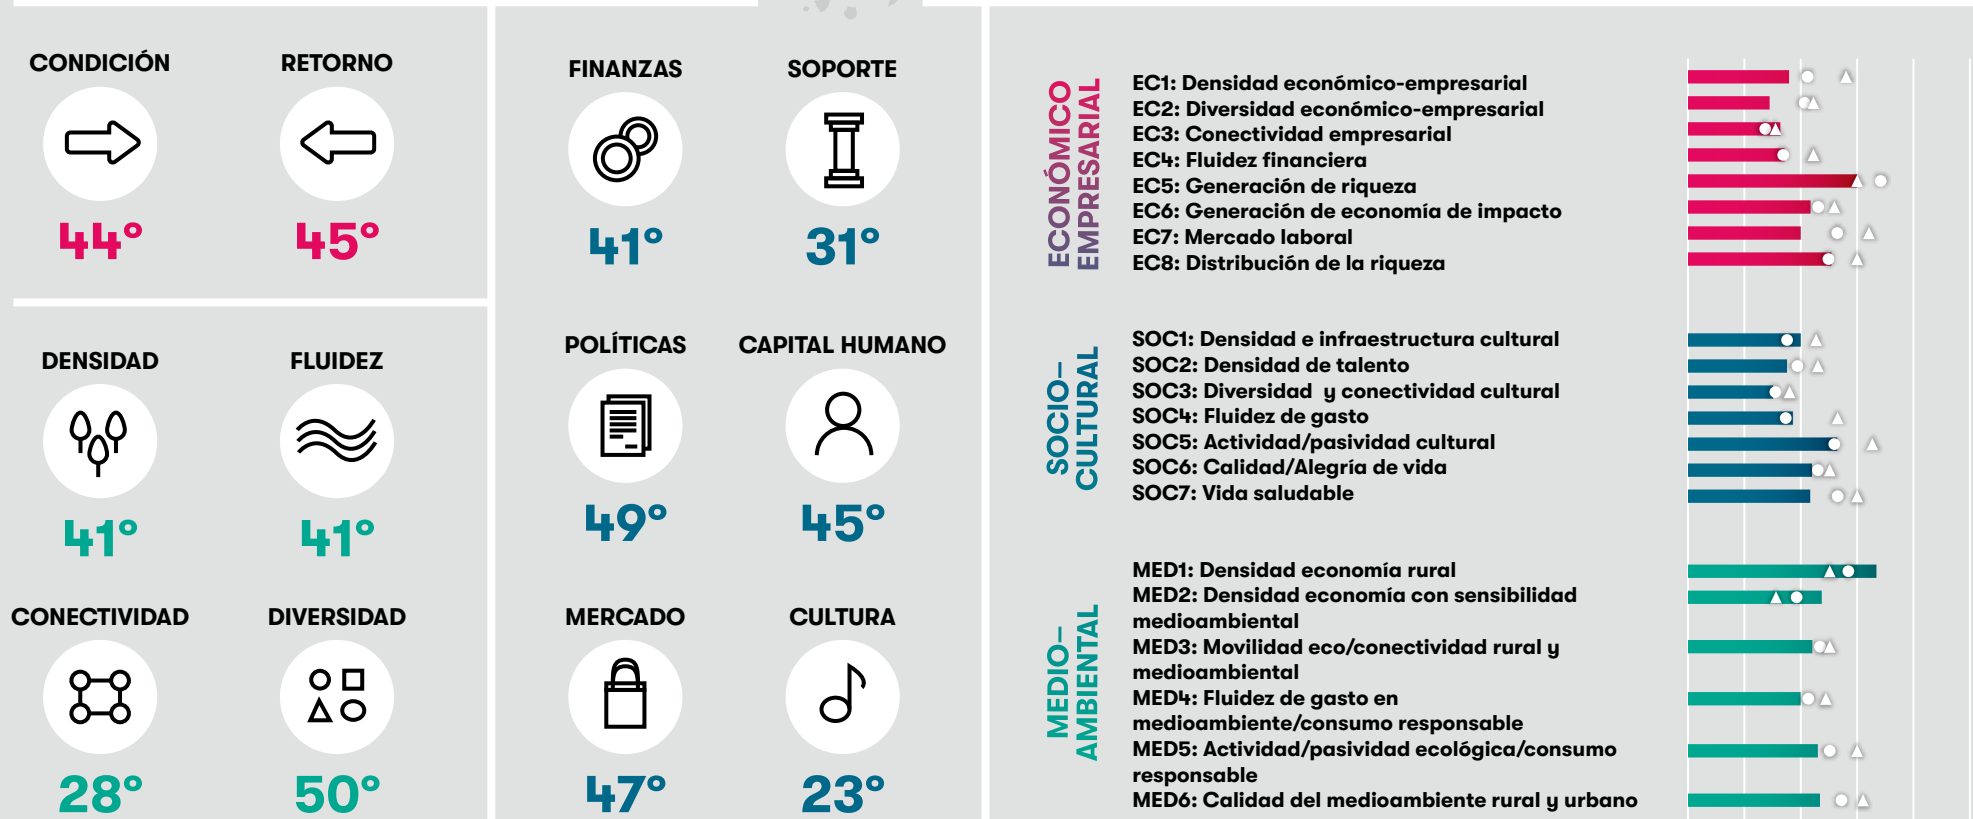 CONDICIÓN
RETORNO
44°
45°
DENSIDAD
FLUIDEZ
41°
41°
CONECTIVIDAD
DIVERSIDAD
28°
50°
FINANZAS
SOPORTE
41°
31°
POLÍTICAS
CAPITAL HUMANO
49°
45°
MERCADO
CULTURA
47°
23°
ECONÓMICO
EMPRESARIAL
EC1: Densidad económico-empresarial
EC2: Diversidad económico-empresarial
EC3: Conectividad empresarial
EC4: Fluidez financiera
EC5: Generación de riqueza
EC6: Generación de economía de impacto
EC7: Mercado laboral
EC8: Distribución de la riqueza
SOCIO–
CULTURAL
SOC1: Densidad e infraestructura cultural
SOC2: Densidad de talento
SOC3: Diversidad  y conectividad cultural
SOC4: Fluidez de gasto
SOC5: Actividad/pasividad cultural
SOC6: Calidad/Alegría de vida
SOC7: Vida saludable
MEDIO–
AMBIENTAL
MED1: Densidad economía rural
MED2: Densidad economía con sensibilidad
medioambiental
MED3: Movilidad eco/conectividad rural y
medioambiental
MED4: Fluidez de gasto en
medioambiente/consumo responsable
MED5: Actividad/pasividad ecológica/consumo
responsable
MED6: Calidad del medioambiente rural y urbano